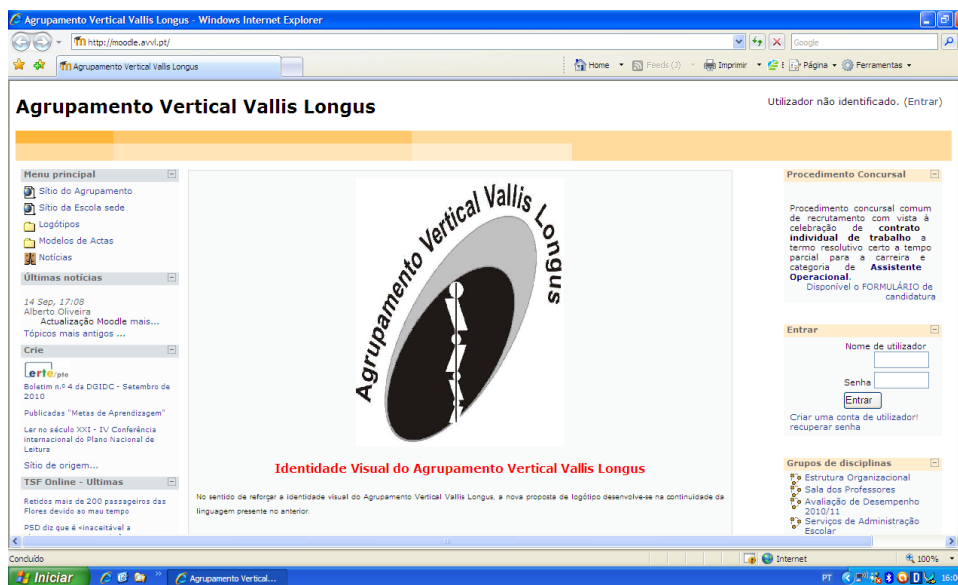 Agrupamento Vertical Vallis Longus - Windows Internet Explorer
http://moodle.avvl.pt/
Google
Agrupamento Vertical Vallis Longus
Home
Feeds (3)
Imprimir
Página
Ferramentas
Agrupamento Vertical Vallis Longus
Utilizador não identificado. (Entrar)
Menu principal
Sítio do Agrupamento
Sítio da Escola sede
Logótipos
Modelos de Actas
Notícias
Últimas notícias
14 Sep, 17:08
Alberto Oliveira
Actualização Moodle mais...
Tópicos mais antigos ...
Crie
erte/pte
Boletim n.º 4 da DGIDC - Setembro de
2010
Publicadas "Metas de Aprendizagem"
Ler no século XXI - IV Conferência
internacional do Plano Nacional de
Leitura
Sítio de origem...
TSF Online - Ultimas
Retidos mais de 200 passageiros das
Flores devido ao mau tempo
PSD diz que é «inaceitável a
Agrupamento Vertical Vallis Longus
Identidade Visual do Agrupamento Vertical Vallis Longus
No sentido de reforçar a identidade visual do Agrupamento Vertical Vallis Longus, a nova proposta de logótipo desenvolve-se na continuidade da
linguagem presente no anterior.
Procedimento Concursal
Procedimento concursal comum
de recrutamento com vista à
celebração de contrato
individual de trabalho a
termo resolutivo certo a tempo
parcial para a carreira e
categoria de Assistente
Operacional.
Disponível o FORMULÁRIO de
candidatura
Entrar
Nome de utilizador
Senha
Entrar
Criar uma conta de utilizador!
recuperar senha
Grupos de disciplinas
Estrutura Organizacional
Sala dos Professores
Avaliação de Desempenho
2010/11
Serviços de Administração
Escolar
Concluído
Internet
100%
Iniciar
Agrupamento Vertical...
PT